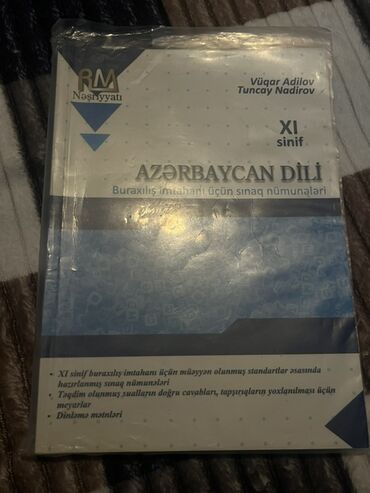 RM
Nəşriyyatı
Vüqar Adilov
Tuncay Nadirov
XI
sinif
AZƏRBAYCAN DİLİ
Buraxılış imtahanı üçün sınaq nümunələri
• XI sinif buraxılış imtahanı üçün müəyyən olunmuş standartlar əsasında
hazırlanmış sınaq nümunələri
• Təqdim olunmuş sualların doğru cavabları, tapşırıqların yoxlanılması üçün
meyarlar
• Dinləmə mətnləri